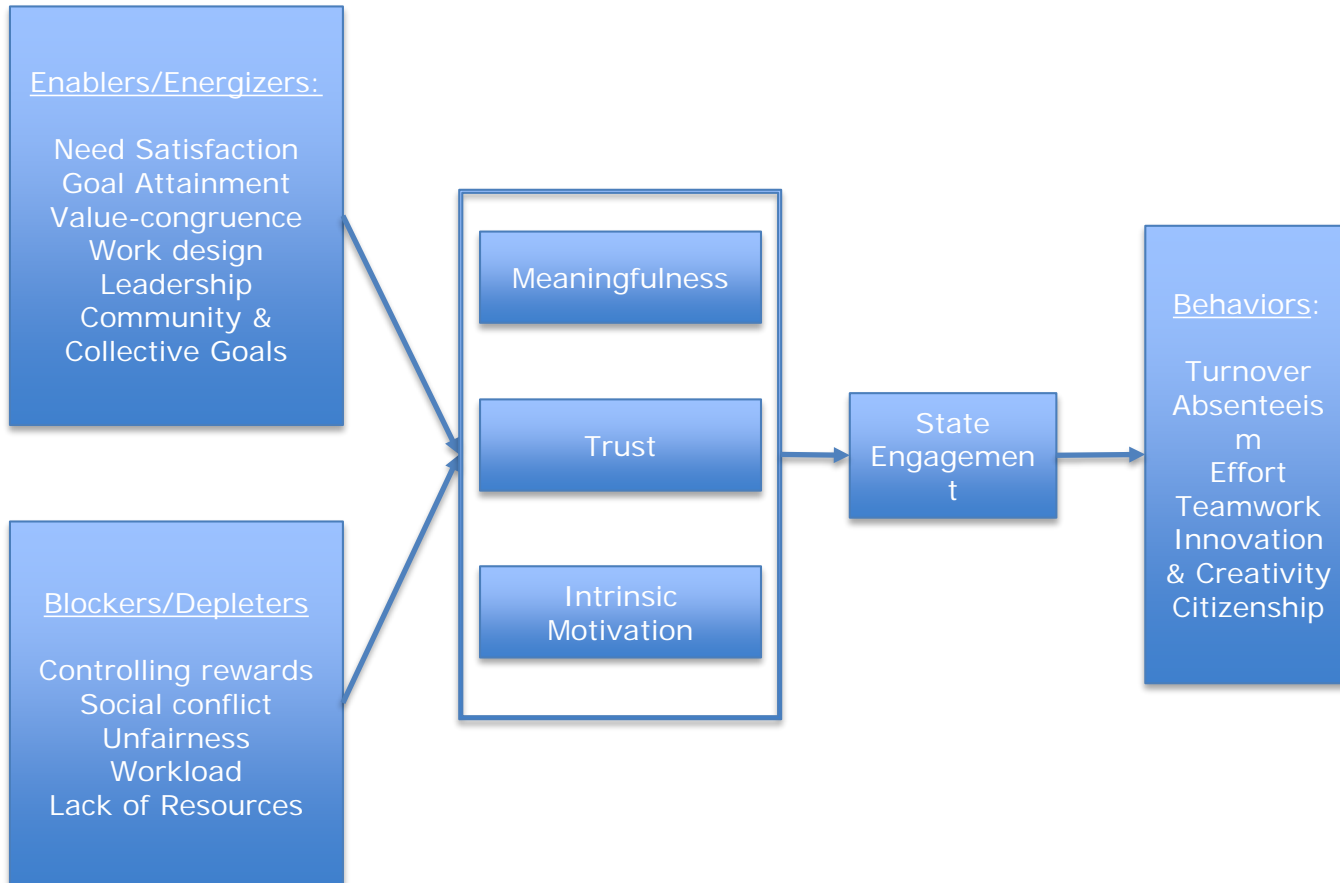 Enablers/Energizers:
Need Satisfaction
Goal Attainment
Value-congruence
Work design
Leadership
Community &
Collective Goals
Blockers/Depleters
Controlling rewards
Social conflict
Unfairness
Workload
Lack of Resources
Meaningfulness
Trust
Intrinsic
Motivation
State
Engagemen
t
Behaviors:
Turnover
Absenteeis
m
Effort
Teamwork
Innovation
& Creativity
Citizenship